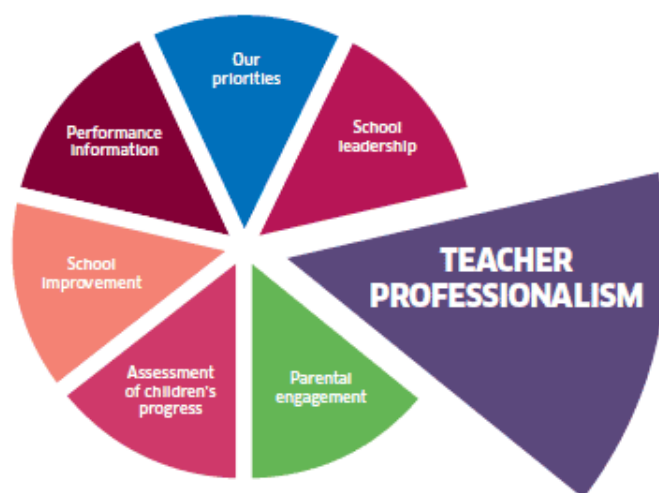 Our
priorities
School
leadership
TEACHER
PROFESSIONALISM
Parental
engagement
Assessment
of children's
progress
School
improvement
Performance
information